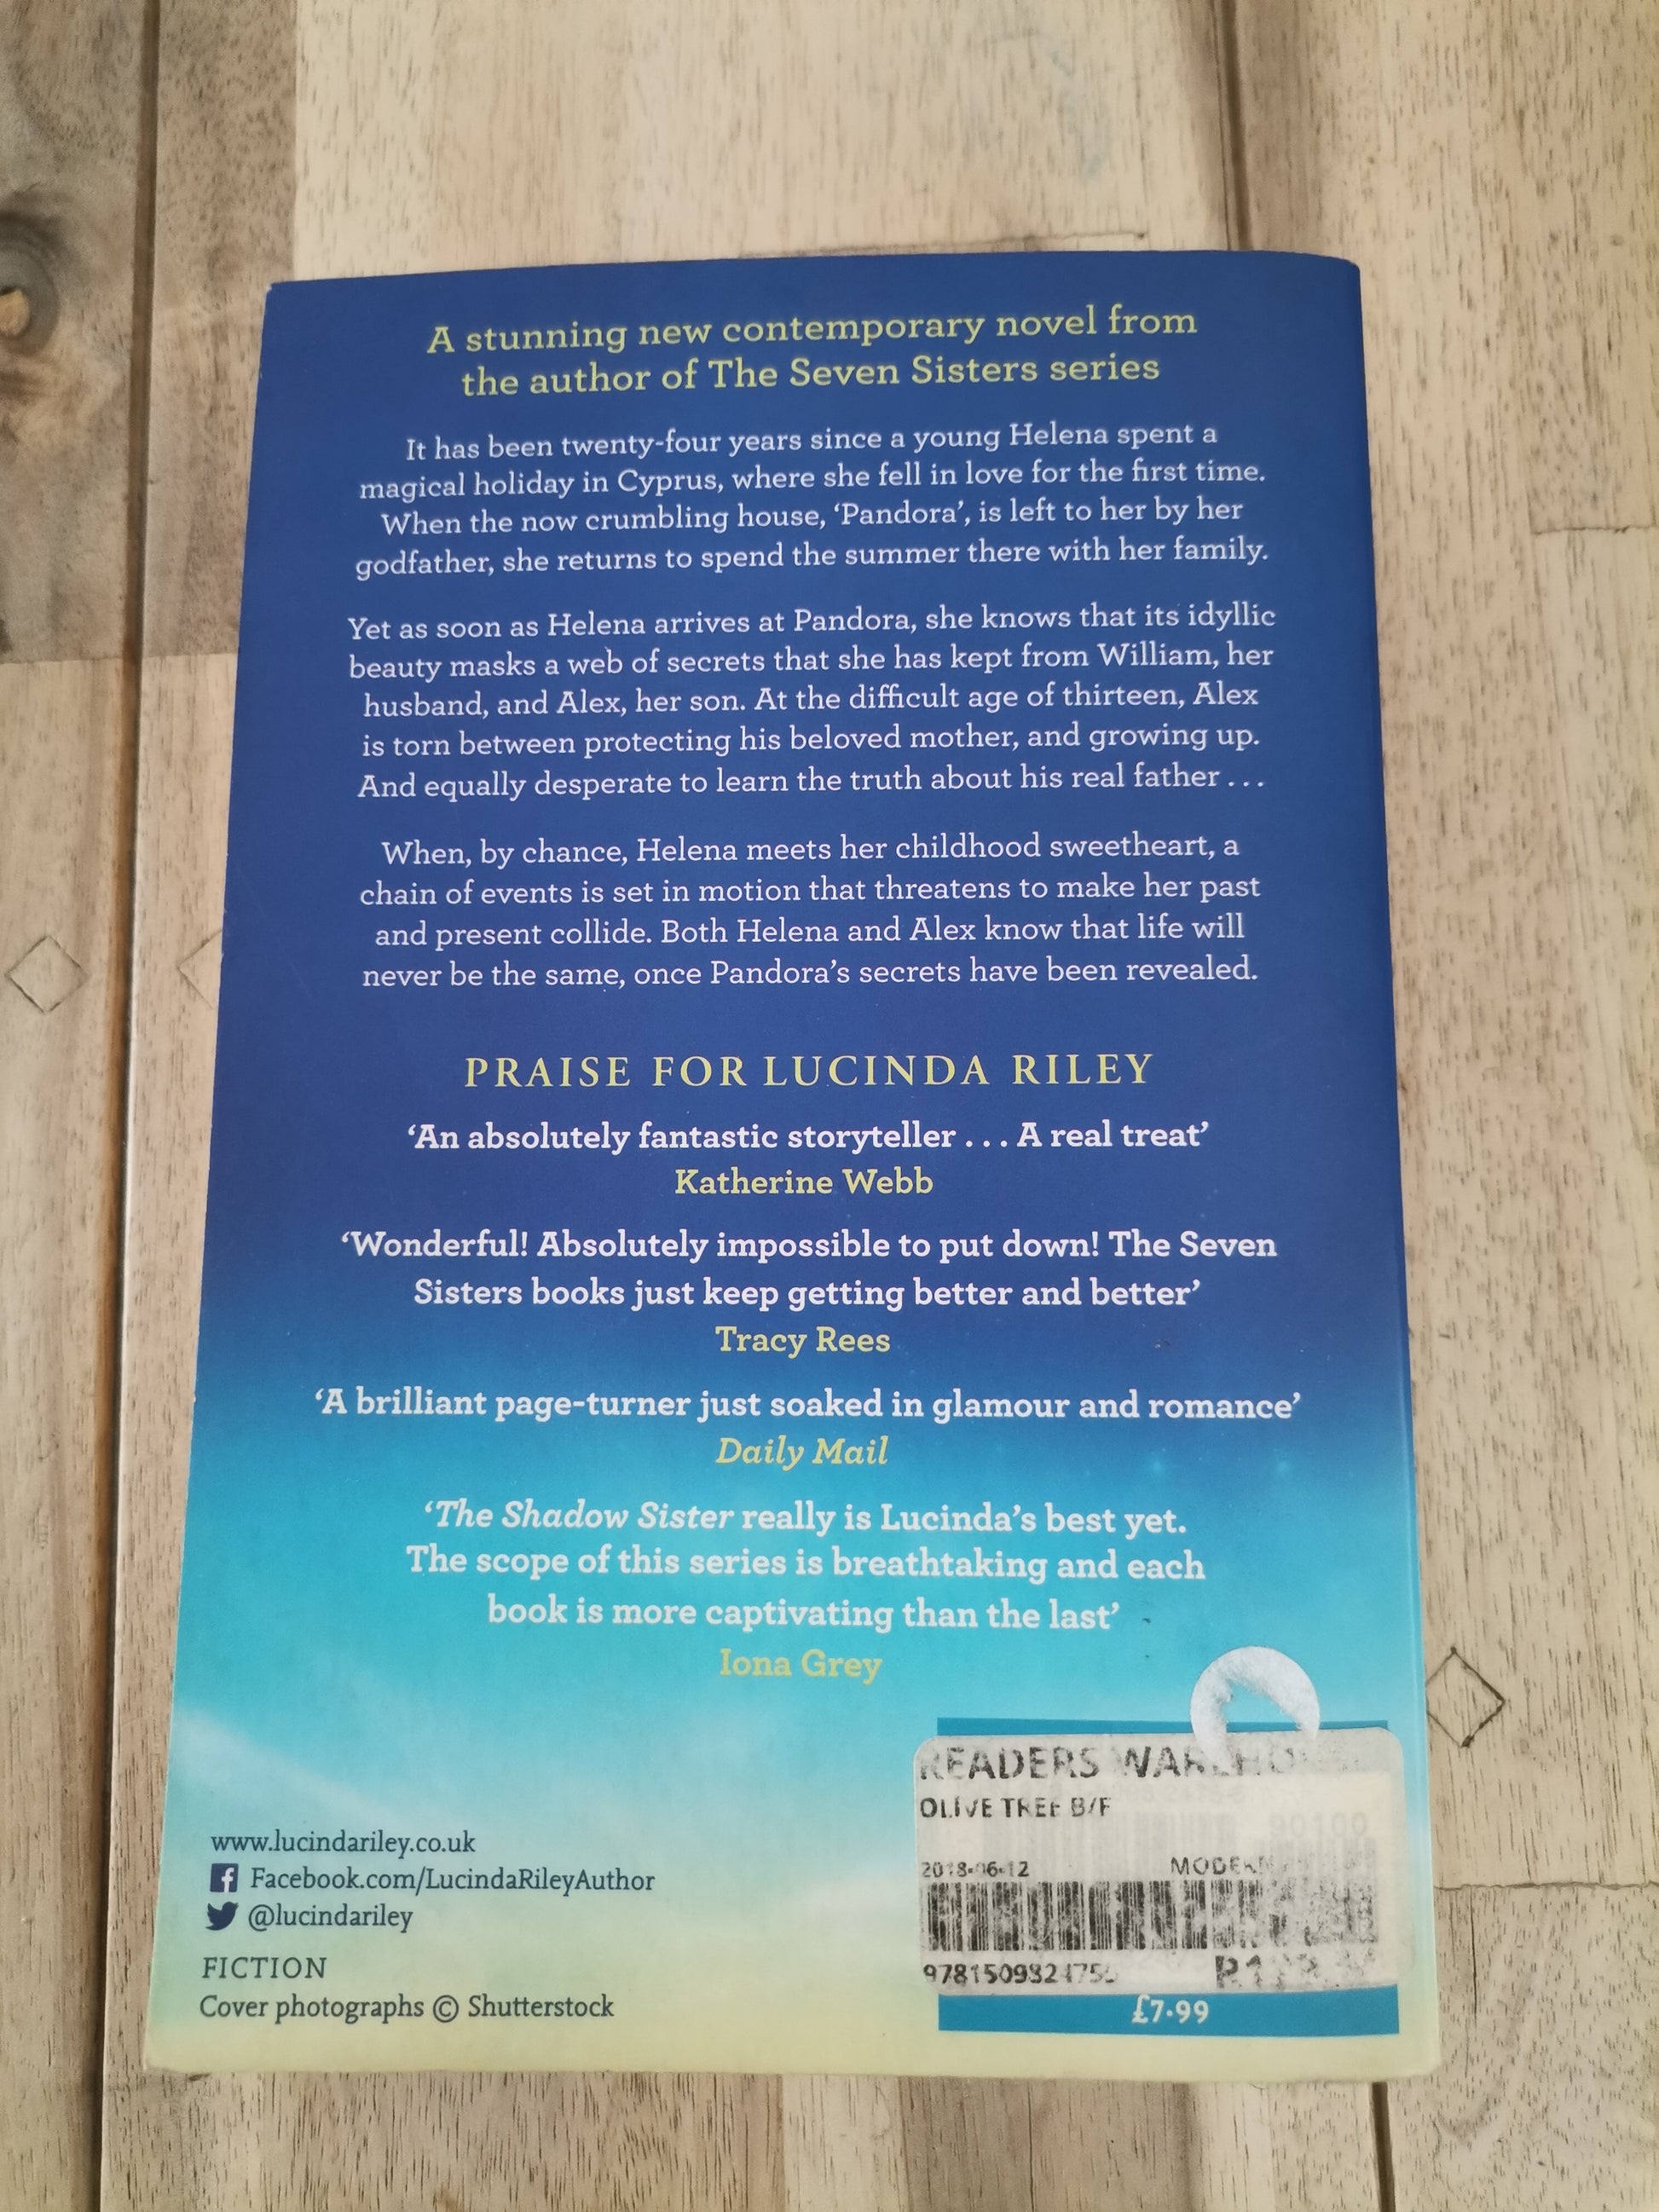 A stunning new contemporary novel from
the author of The Seven Sisters series
It has been twenty-four years since a young Helena spent a
magical holiday in Cyprus, where she fell in love for the first time.
When the now crumbling house, ‘Pandora’, is left to her by her
godfather, she returns to spend the summer there with her family.
Yet as soon as Helena arrives at Pandora, she knows that its idyllic
beauty masks a web of secrets that she has kept from William, her
husband, and Alex, her son. At the difficult age of thirteen, Alex
is torn between protecting his beloved mother, and growing up.
And equally desperate to learn the truth about his real father . . .
When, by chance, Helena meets her childhood sweetheart, a
chain of events is set in motion that threatens to make her past
and present collide. Both Helena and Alex know that life will
never be the same, once Pandora’s secrets have been revealed.
PRAISE FOR LUCINDA RILEY
‘An absolutely fantastic storyteller . . . A real treat’
Katherine Webb
‘Wonderful! Absolutely impossible to put down! The Seven
Sisters books just keep getting better and better’
Tracy Rees
‘A brilliant page-turner just soaked in glamour and romance’
Daily Mail
‘The Shadow Sister really is Lucinda’s best yet.
The scope of this series is breathtaking and each
book is more captivating than the last’
Iona Grey
www.lucindariley.co.uk
Facebook.com/LucindaRileyAuthor
@lucindariley
FICTION
Cover photographs © Shutterstock
READERS
OLIVE TREE B/F
90100
2018-06-12
£7.99